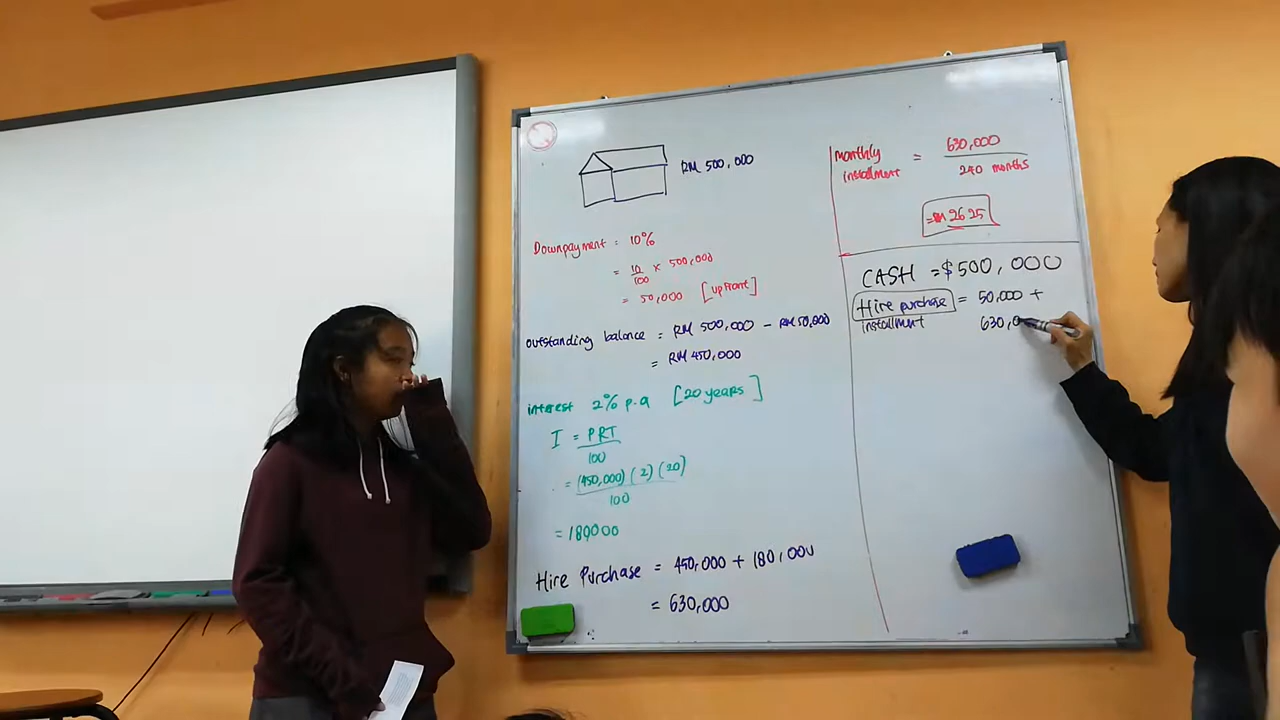 RM 500,000
Downpayment = 10%
= 10/100 × 500,000
= 50,000 [upfront]
outstanding balance = RM 500,000 - RM 50,000
= RM 450,000
interest 2% p.a [20 years]
I = PRT/100
= (450,000)(2)(20)/100
= 180000
Hire Purchase = 450,000 + 180,000
= 630,000
monthly installment = 630,000/240 months
= RM 2625
CASH = $500,000
Hire purchase = 50,000 +
installment 630,0